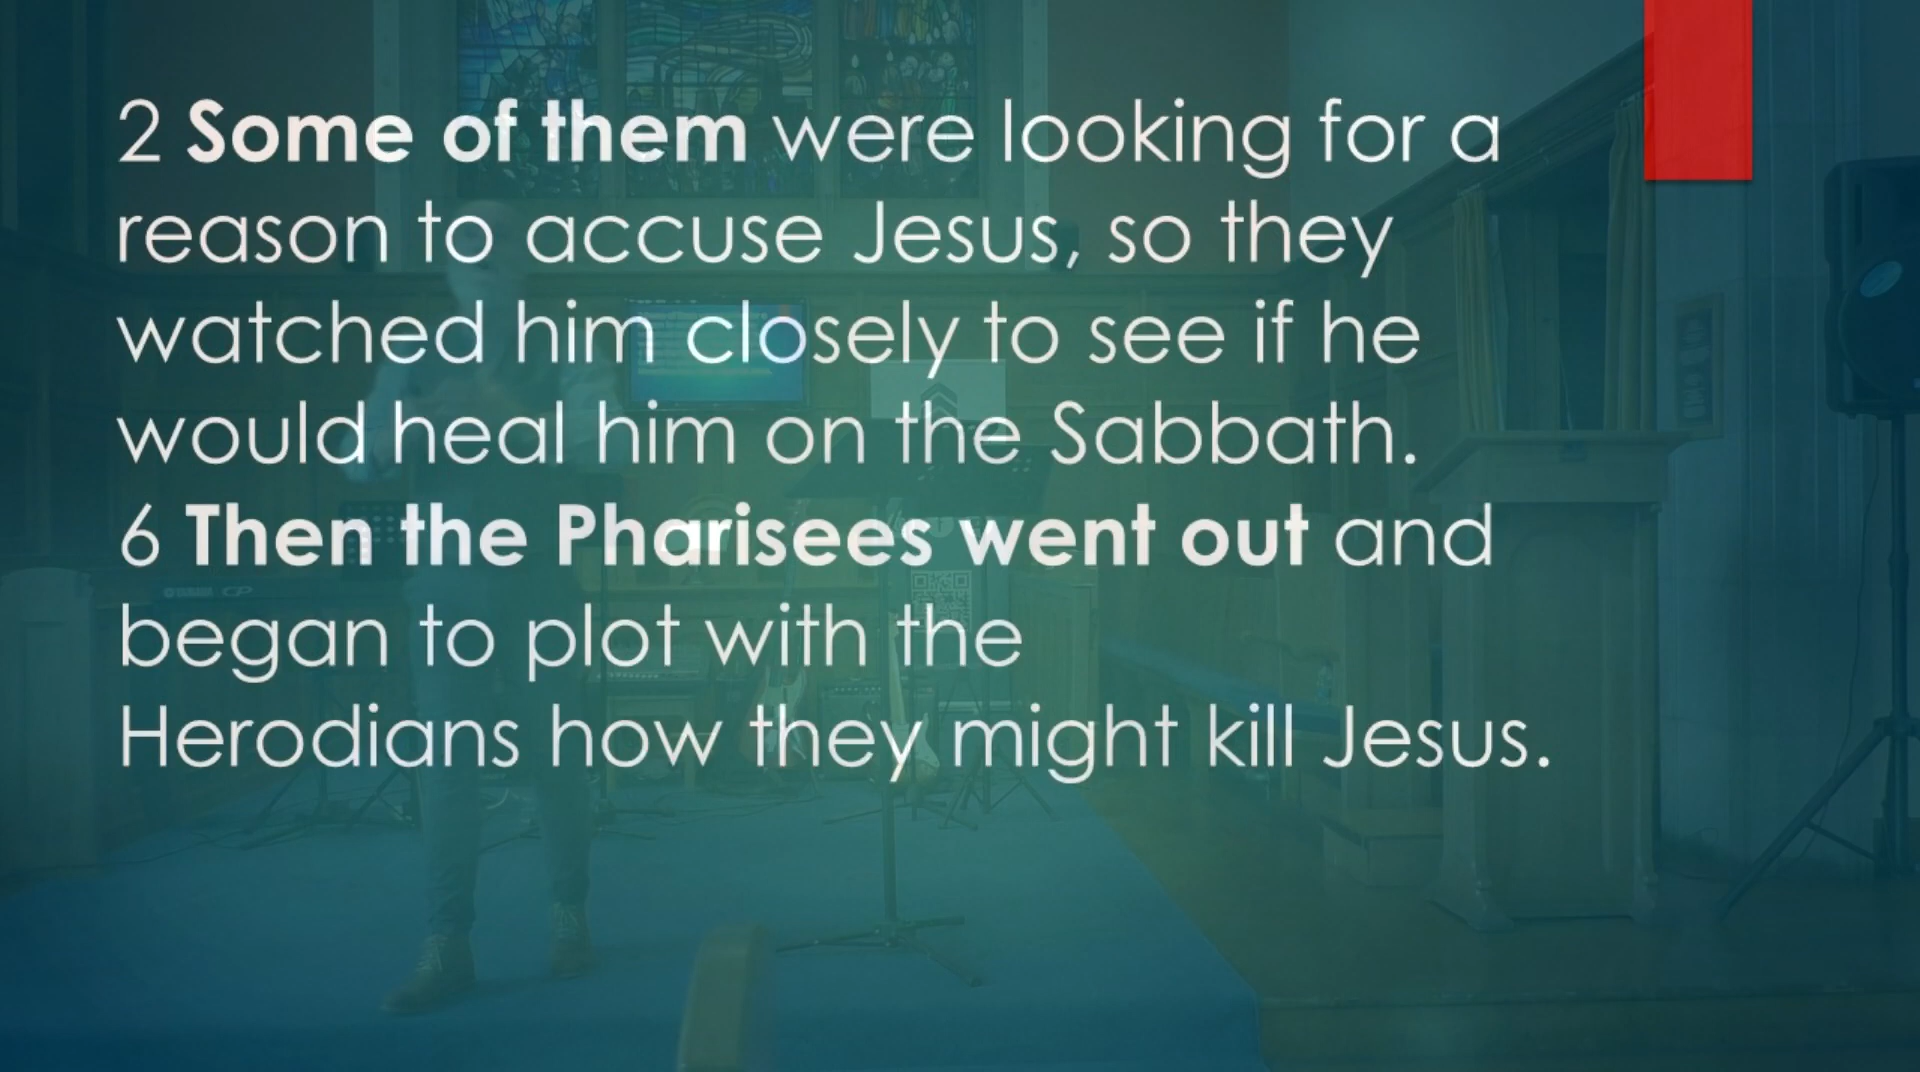 2 Some of them were looking for a
reason to accuse Jesus, so they
watched him closely to see if he
would heal him on the Sabbath.
6 Then the Pharisees went out and
began to plot with the
Herodians how they might kill Jesus.
YAMAHA CP